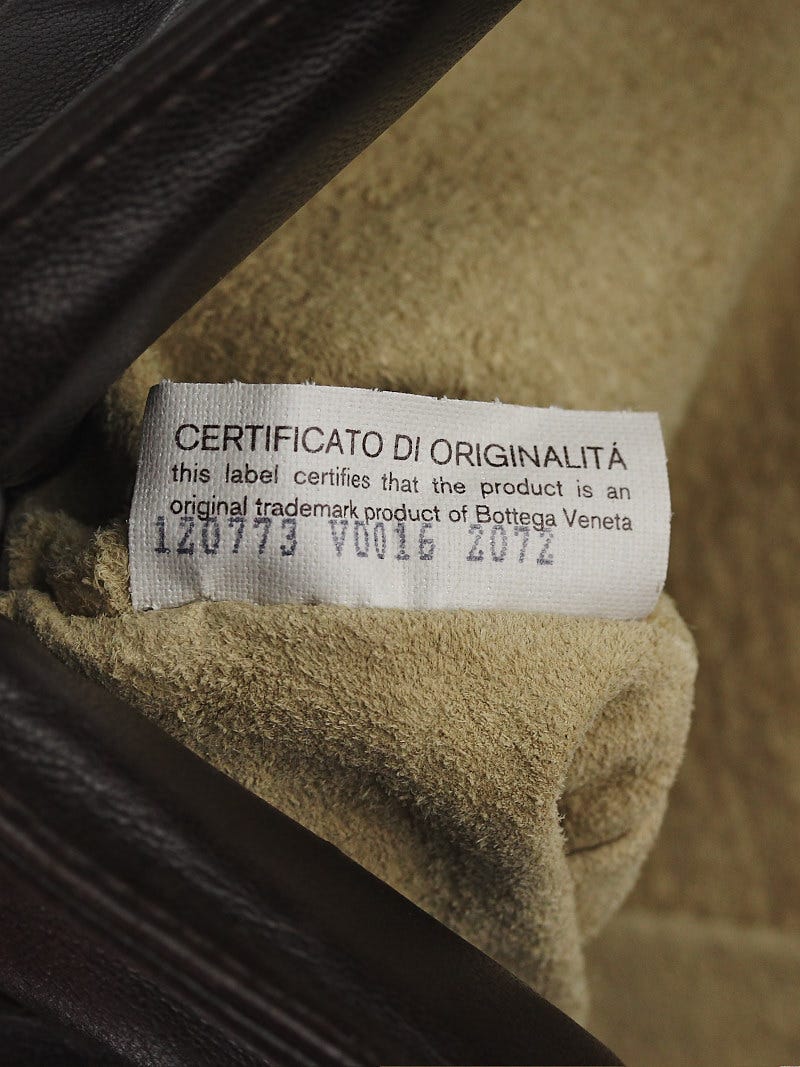 CERTIFICATO DI ORIGINALITÁ
this label certifies that the product is an
original trademark product of Bottega Veneta
120773 V0016 2072